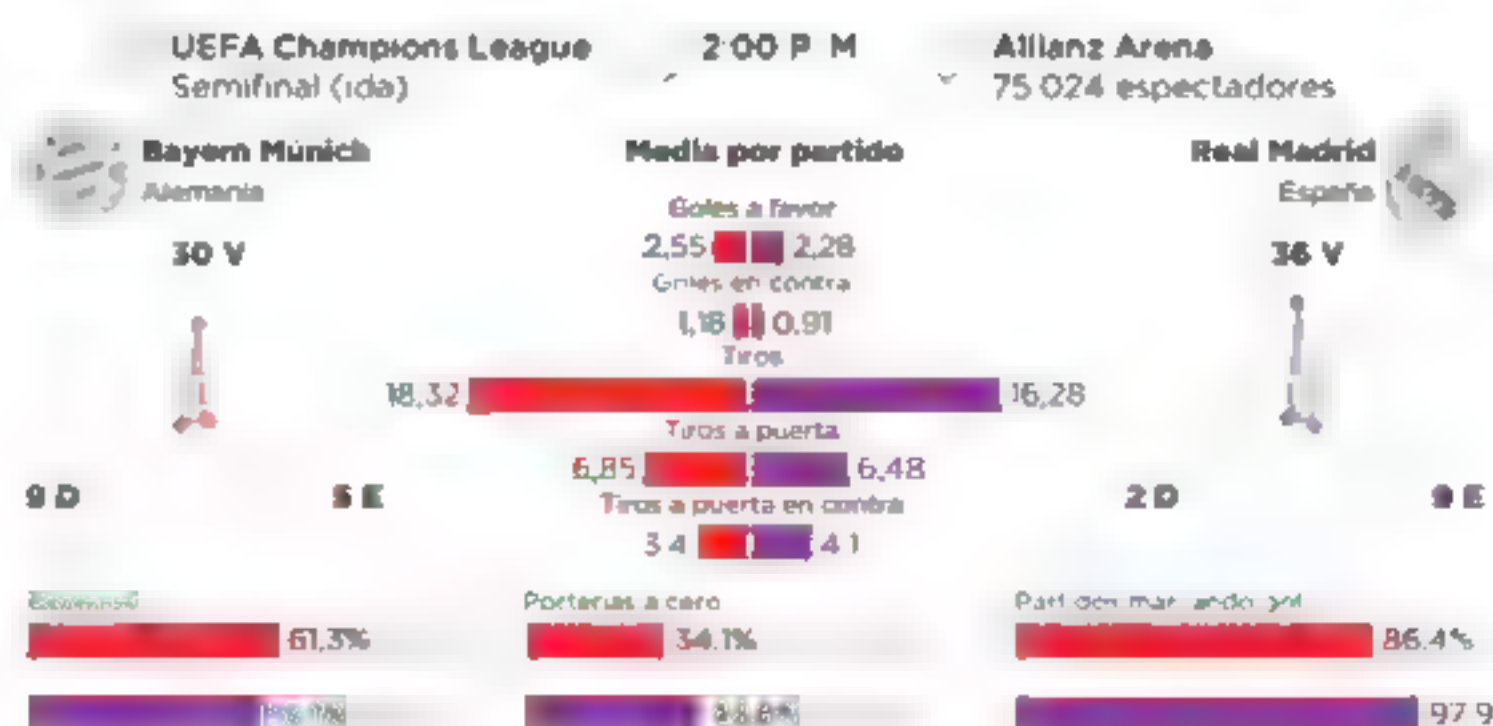 UEFA Champions League
Semifinal (ida)
2:00 P M
Allianz Arena
75 024 espectadores
Bayern Múnich
Alemania
Media por partido
Real Madrid
España
30 V
36 V
Goles a favor
2,55 2,28
Goles en contra
1,18 0.91
Tiros
18,32 16,28
Tiros a puerta
6,85 6,48
9 D 5 E
2 D 9 E
Tiros a puerta en contra
3 4 4 1
Porterías a cero
Partidos marcando gol
61,3%
34.1%
86.4%
97.9